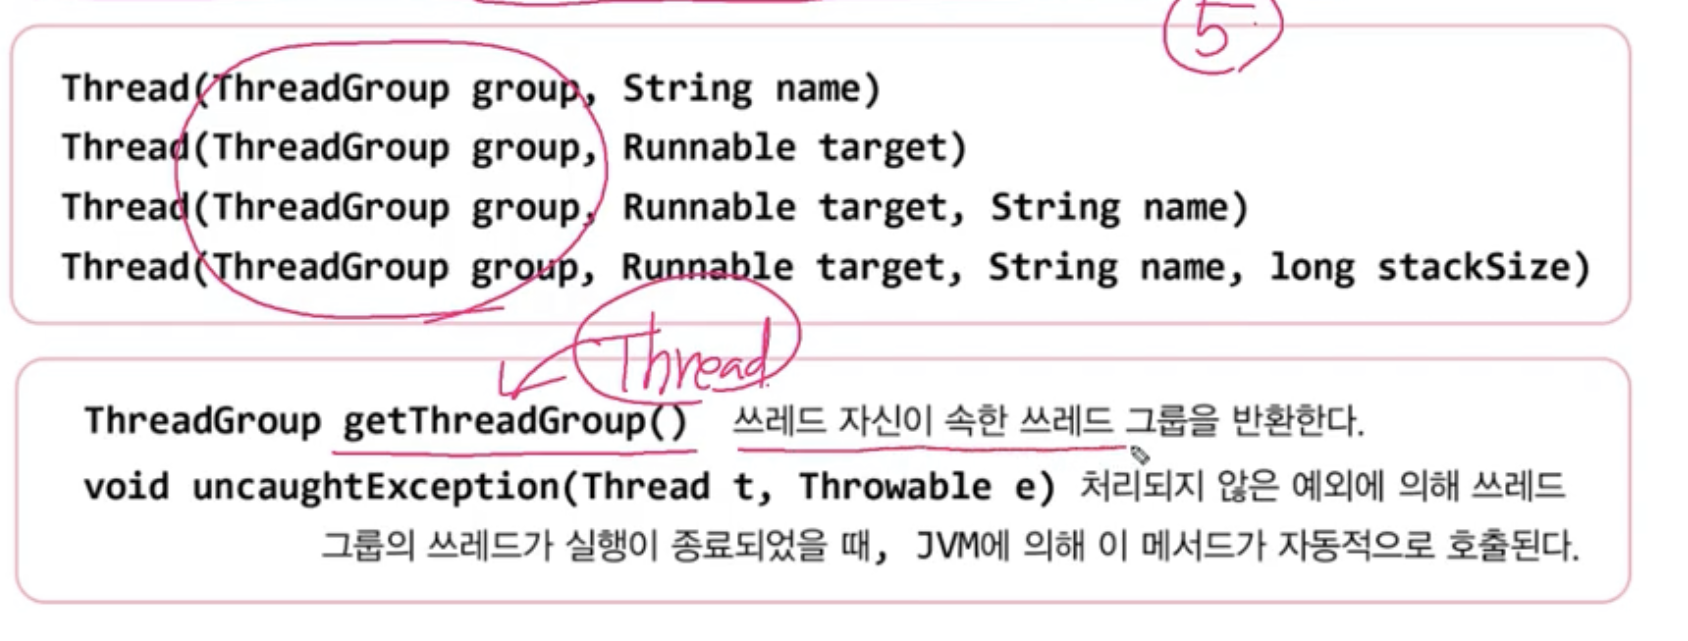 5
Thread(ThreadGroup group, String name)
Thread(ThreadGroup group, Runnable target)
Thread(ThreadGroup group, Runnable target, String name)
Thread(ThreadGroup group, Runnable target, String name, long stackSize)
Thread
ThreadGroup getThreadGroup() 쓰레드 자신이 속한 쓰레드 그룹을 반환한다.
void uncaughtException(Thread t, Throwable e) 처리되지 않은 예외에 의해 쓰레드
그룹의 쓰레드가 실행이 종료되었을 때, JVM에 의해 이 메서드가 자동적으로 호출된다.